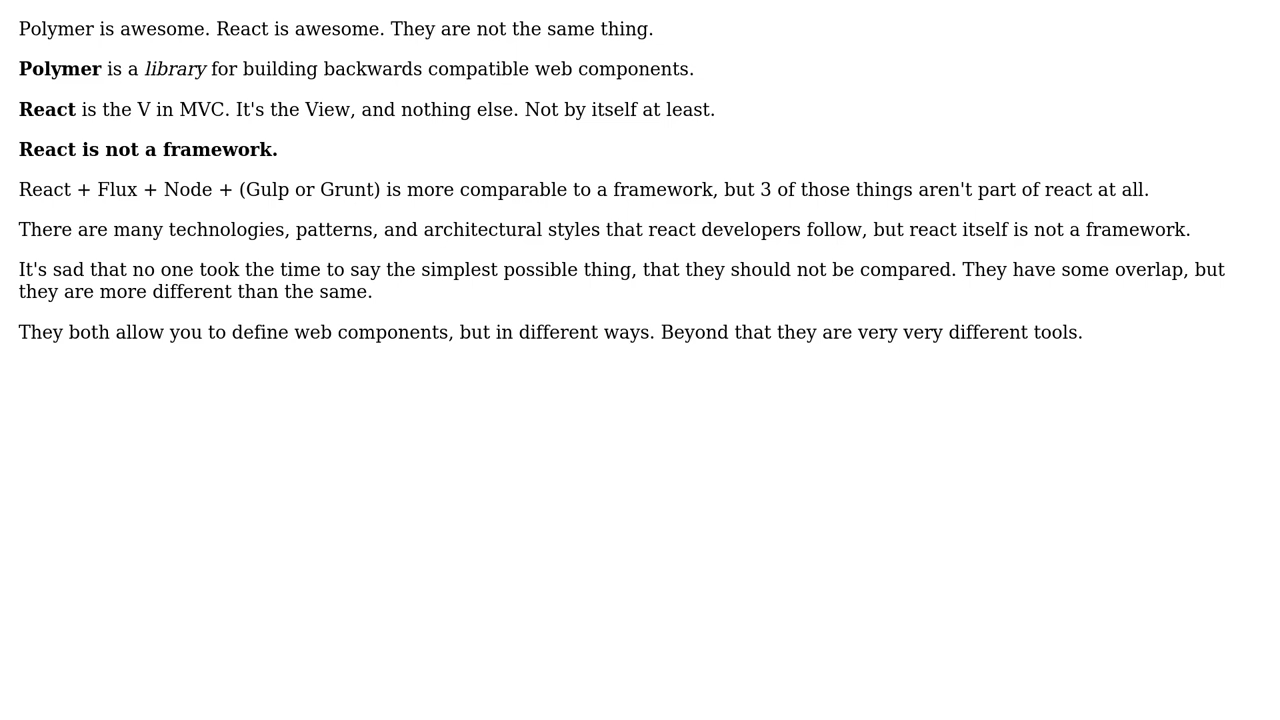 Polymer is awesome. React is awesome. They are not the same thing.
Polymer is a library for building backwards compatible web components.
React is the V in MVC. It's the View, and nothing else. Not by itself at least.
React is not a framework.
React + Flux + Node + (Gulp or Grunt) is more comparable to a framework, but 3 of those things aren't part of react at all.
There are many technologies, patterns, and architectural styles that react developers follow, but react itself is not a framework.
It's sad that no one took the time to say the simplest possible thing, that they should not be compared. They have some overlap, but
they are more different than the same.
They both allow you to define web components, but in different ways. Beyond that they are very very different tools.